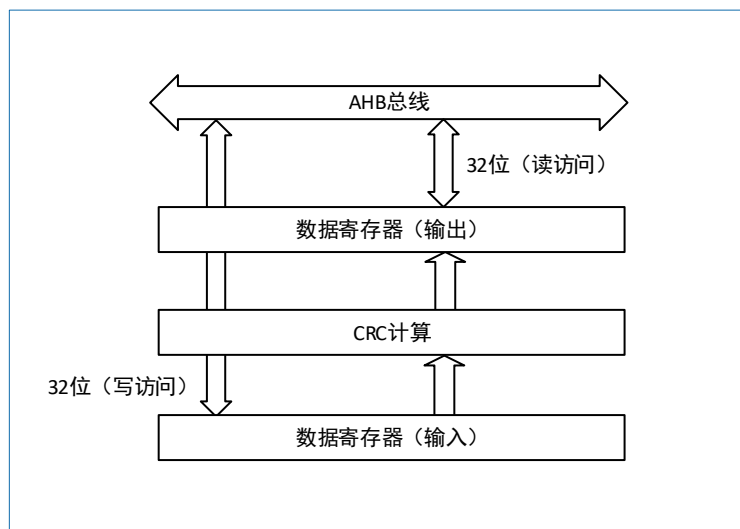 AHB总线
32位（读访问）
数据寄存器（输出）
CRC计算
32位（写访问）
数据寄存器（输入）